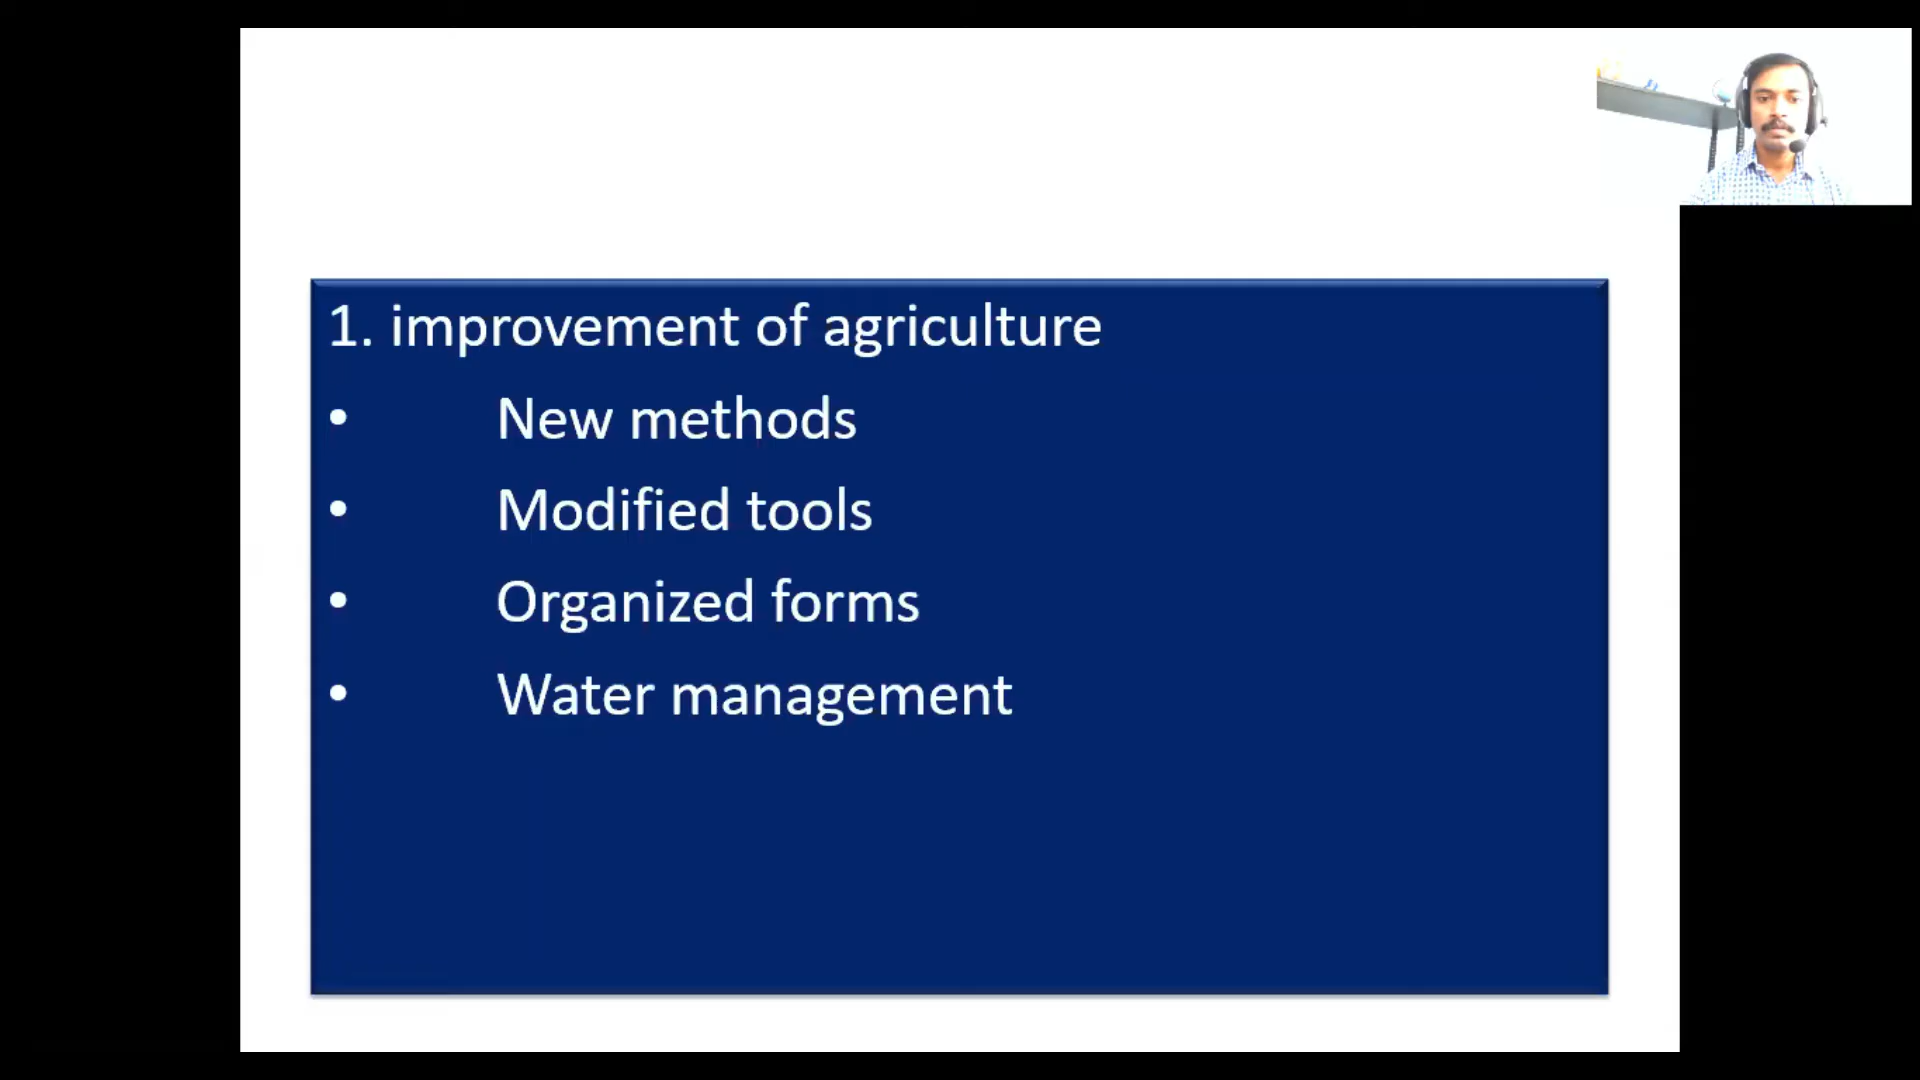 1. improvement of agriculture
• New methods
• Modified tools
• Organized forms
• Water management